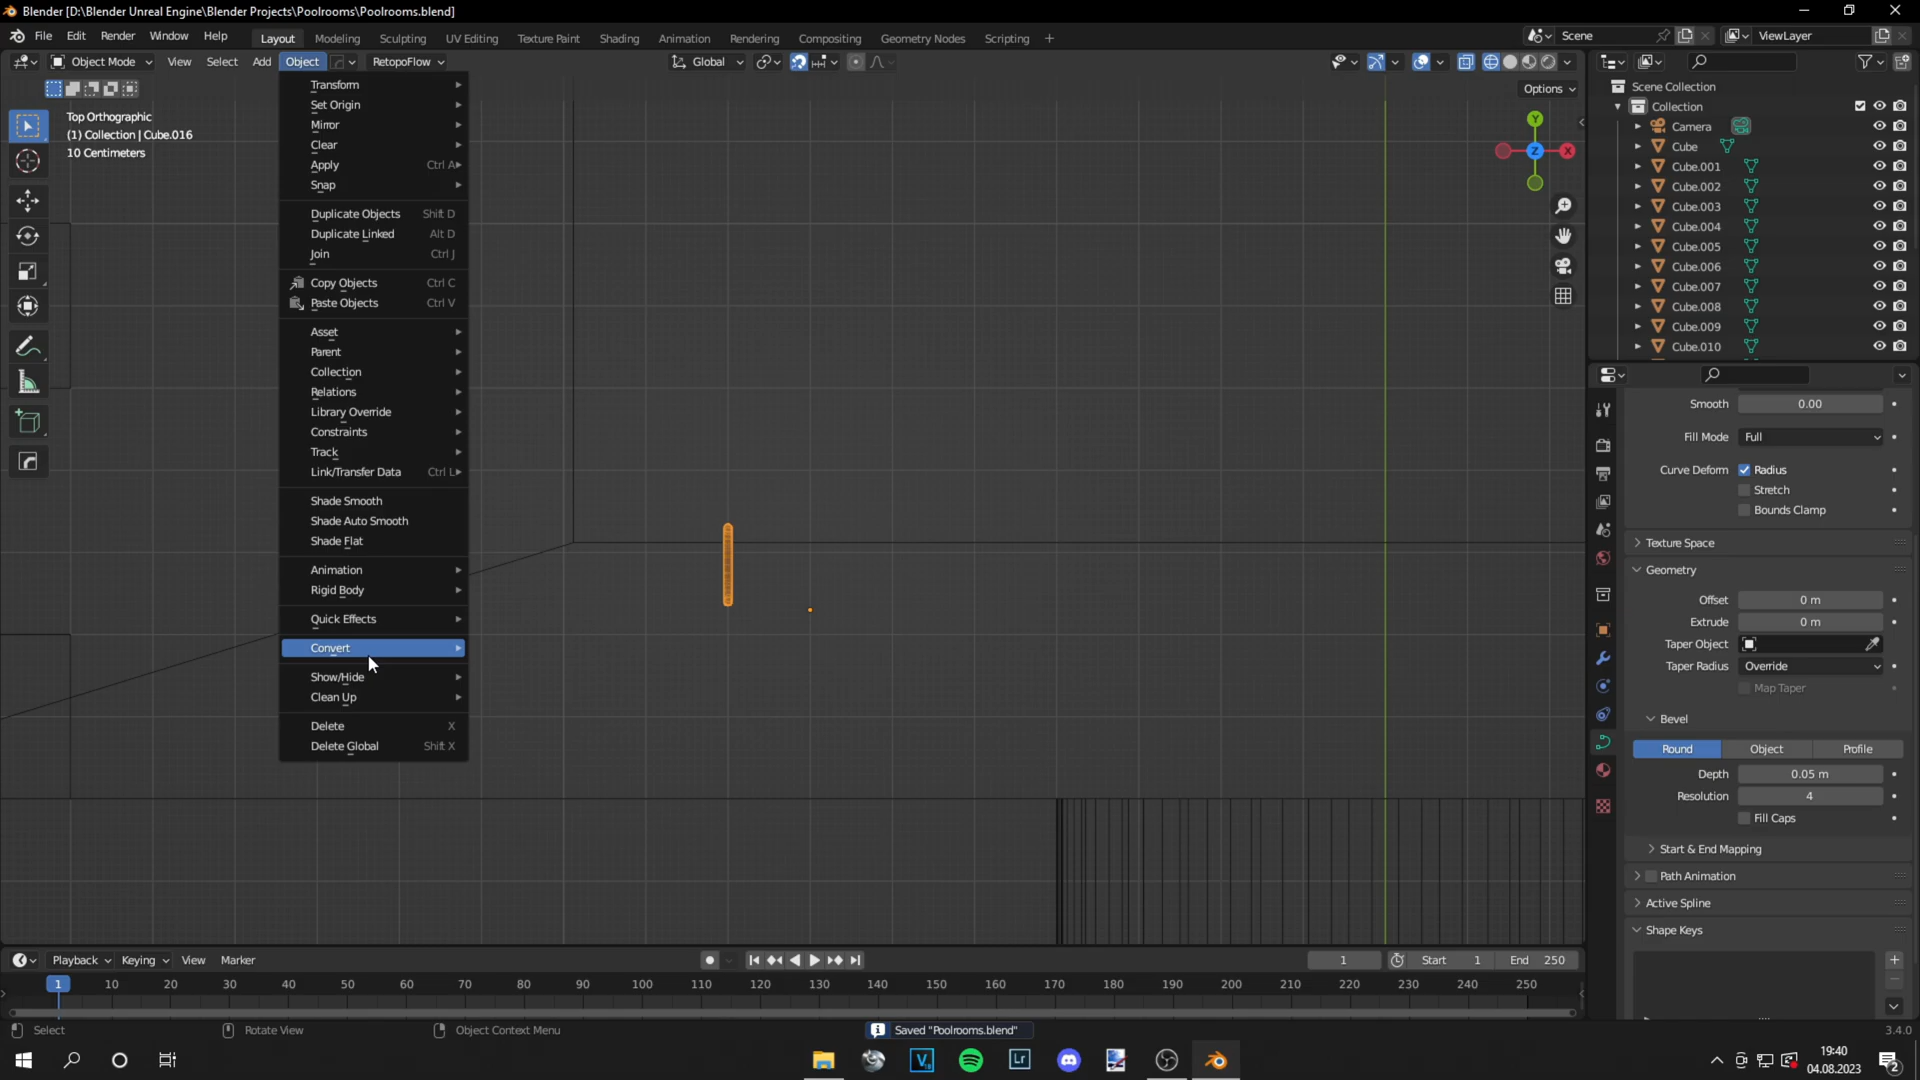 Blender [D:\Blender Unreal Engine\Blender Projects\Poolrooms\Poolrooms.blend]
File Edit Render Window Help Layout Modeling Sculpting UV Editing Texture Paint Shading Animation Rendering Compositing Geometry Nodes Scripting + Scene ViewLayer
Object Mode View Select Add Object RetopoFlow Global
Options
Top Orthographic
(1) Collection | Cube.016
10 Centimeters
Transform
Set Origin
Mirror
Clear
Apply Ctrl A
Snap
Duplicate Objects Shift D
Duplicate Linked Alt D
Join Ctrl J
Copy Objects Ctrl C
Paste Objects Ctrl V
Asset
Parent
Collection
Relations
Library Override
Constraints
Track
Link/Transfer Data Ctrl L
Shade Smooth
Shade Auto Smooth
Shade Flat
Animation
Rigid Body
Quick Effects
Convert
Show/Hide
Clean Up
Delete X
Delete Global Shift X
Y
Z
X
Scene Collection
Collection
Camera
Cube
Cube.001
Cube.002
Cube.003
Cube.004
Cube.005
Cube.006
Cube.007
Cube.008
Cube.009
Cube.010
Smooth 0.00
Fill Mode Full
Curve Deform Radius
Stretch
Bounds Clamp
Texture Space
Geometry
Offset 0 m
Extrude 0 m
Taper Object
Taper Radius Override
Map Taper
Bevel
Round Object Profile
Depth 0.05 m
Resolution 4
Fill Caps
Start & End Mapping
Path Animation
Active Spline
Shape Keys
Playback Keying View Marker 1 Start 1 End 250
1 10 20 30 40 50 60 70 80 90 100 110 120 130 140 150 160 170 180 190 200 210 220 230 240 250
Select Rotate View Object Context Menu Saved "Poolrooms.blend" 3.4.0
Lr
19:40
04.08.2023
2